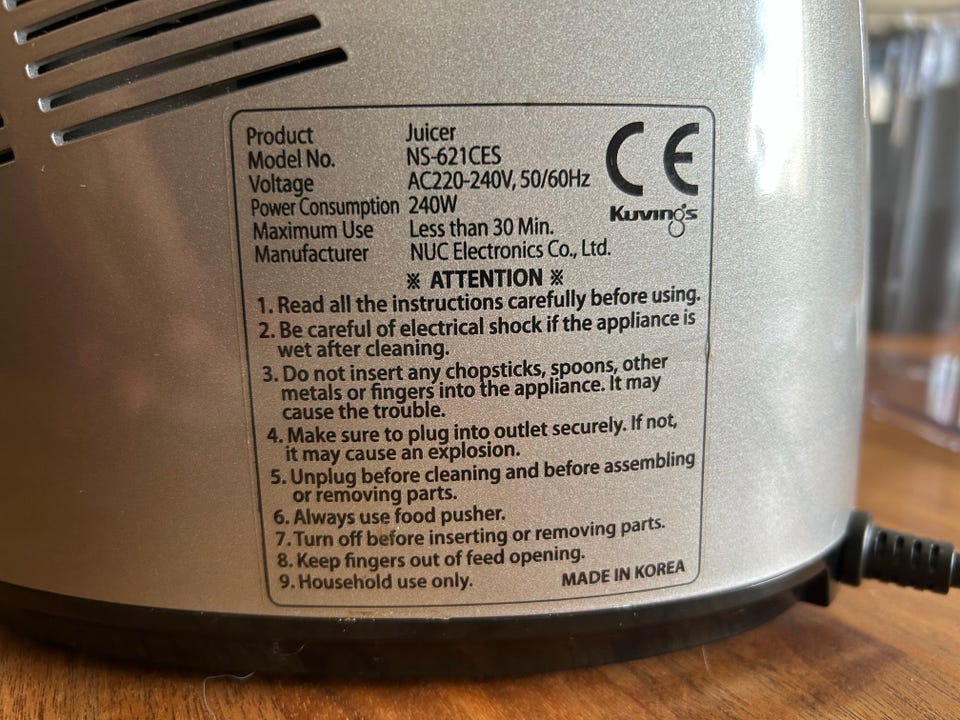 Product Juicer
Model No. NS-621CES
Voltage AC220-240V, 50/60Hz
Power Consumption 240W
Maximum Use Less than 30 Min.
Manufacturer NUC Electronics Co., Ltd.
CE
Kuvings
※ ATTENTION ※
1. Read all the instructions carefully before using.
2. Be careful of electrical shock if the appliance is
wet after cleaning.
3. Do not insert any chopsticks, spoons, other
metals or fingers into the appliance. It may
cause the trouble.
4. Make sure to plug into outlet securely. If not,
it may cause an explosion.
5. Unplug before cleaning and before assembling
or removing parts.
6. Always use food pusher.
7. Turn off before inserting or removing parts.
8. Keep fingers out of feed opening.
9. Household use only.
MADE IN KOREA